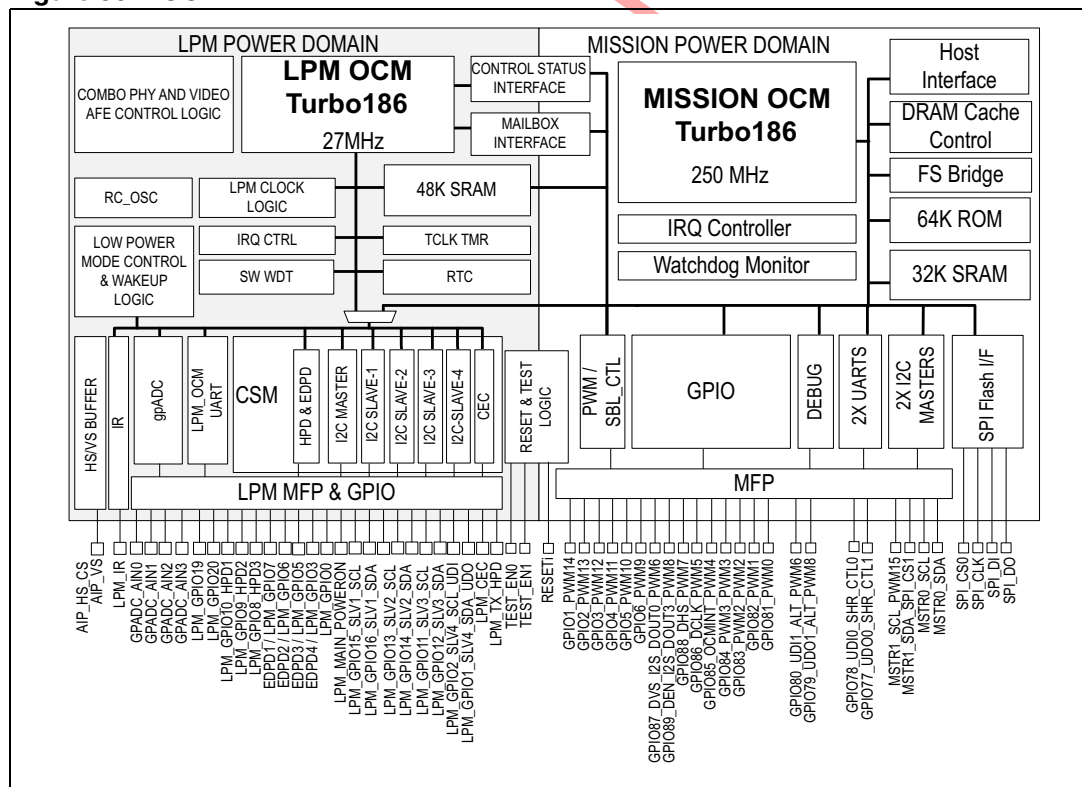 LPM POWER DOMAIN
MISSION POWER DOMAIN
COMBO PHY AND VIDEO
AFE CONTROL LOGIC
LPM OCM
Turbo186
27MHz
CONTROL STATUS
INTERFACE
MAILBOX
INTERFACE
MISSION OCM
Turbo186
250 MHz
Host
Interface
DRAM Cache
Control
FS Bridge
64K ROM
32K SRAM
RC_OSC
LPM CLOCK
LOGIC
48K SRAM
IRQ Controller
Watchdog Monitor
LOW POWER
MODE CONTROL
& WAKEUP
LOGIC
IRQ CTRL
TCLK TMR
SW WDT
RTC
HS/VS BUFFER
IR
gpADC
LPM_OCM
UART
CSM
HPD & EDPD
I2C MASTER
I2C SLAVE-1
I2C SLAVE-2
I2C SLAVE-3
I2C-SLAVE-4
CEC
RESET & TEST
LOGIC
PWM /
SBL_CTL
GPIO
DEBUG
2X UARTS
2X I2C
MASTERS
SPI Flash I/F
LPM MFP & GPIO
MFP
AIP_HS_CS
AIP_VS
LPM_IR
GPADC_AIN0
GPADC_AIN1
GPADC_AIN2
GPADC_AIN3
LPM_GPIO19
LPM_GPIO20
LPM_GPIO10_HPD1
LPM_GPIO9_HPD2
LPM_GPIO8_HPD3
EDPD1 / LPM_GPIO7
EDPD2 / LPM_GPIO6
EDPD3 / LPM_GPIO5
EDPD4 / LPM_GPIO3
LPM_GPIO0
LPM_MAIN_POWERON
LPM_GPIO15_SLV1_SCL
LPM_GPIO16_SLV1_SDA
LPM_GPIO13_SLV2_SCL
LPM_GPIO14_SLV2_SDA
LPM_GPIO11_SLV3_SCL
LPM_GPIO12_SLV3_SDA
LPM_GPIO2_SLV4_SCL_UDI
LPM_GPIO1_SLV4_SDA_UDO
LPM_CEC
LPM_TX_HPD
TEST_EN0
TEST_EN1
RESETi
GPIO1_PWM14
GPIO2_PWM13
GPIO3_PWM12
GPIO4_PWM11
GPIO5_PWM10
GPIO6_PWM9
GPIO87_DVS_I2S_DOUT0_PWM6
GPIO89_DEN_I2S_DOUT3_PWM8
GPIO88_DHS_PWM7
GPIO86_DCLK_PWM5
GPIO85_OCMINT_PWM4
GPIO84_PWM3_PWM3
GPIO83_PWM2_PWM2
GPIO82_PWM1
GPIO81_PWM0
GPIO80_UDI1_ALT_PWM6
GPIO79_UDO1_ALT_PWM8
GPIO78_UDI0_SHR_CTL0
GPIO77_UDO0_SHR_CTL1
MSTR1_SCL_PWM15
MSTR1_SDA_SPI_CS1
MSTR0_SCL
MSTR0_SDA
SPI_CS0
SPI_CLK
SPI_DI
SPI_DO